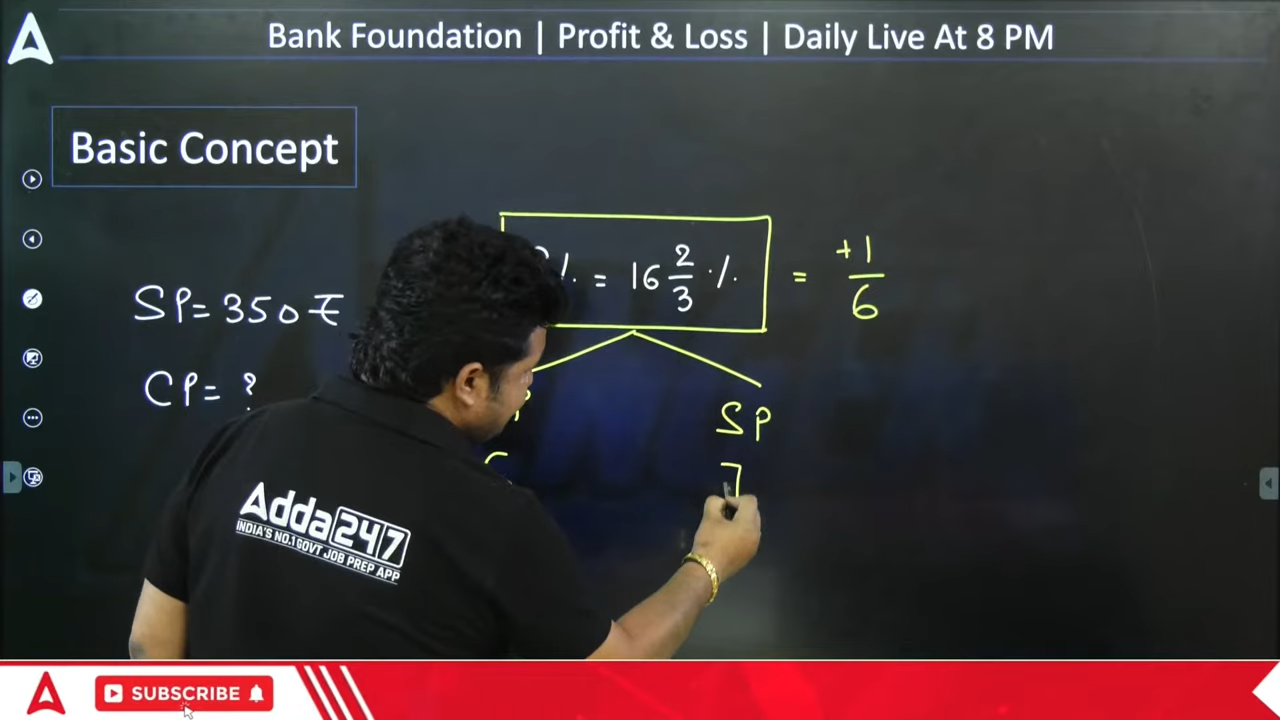 Bank Foundation | Profit & Loss | Daily Live At 8 PM
Basic Concept
% = 16 2/3 % = +1/6
SP = 350 ₹
CP = ?
SP
7
Adda247
INDIA'S NO.1 GOVT JOB PREP APP
SUBSCRIBE